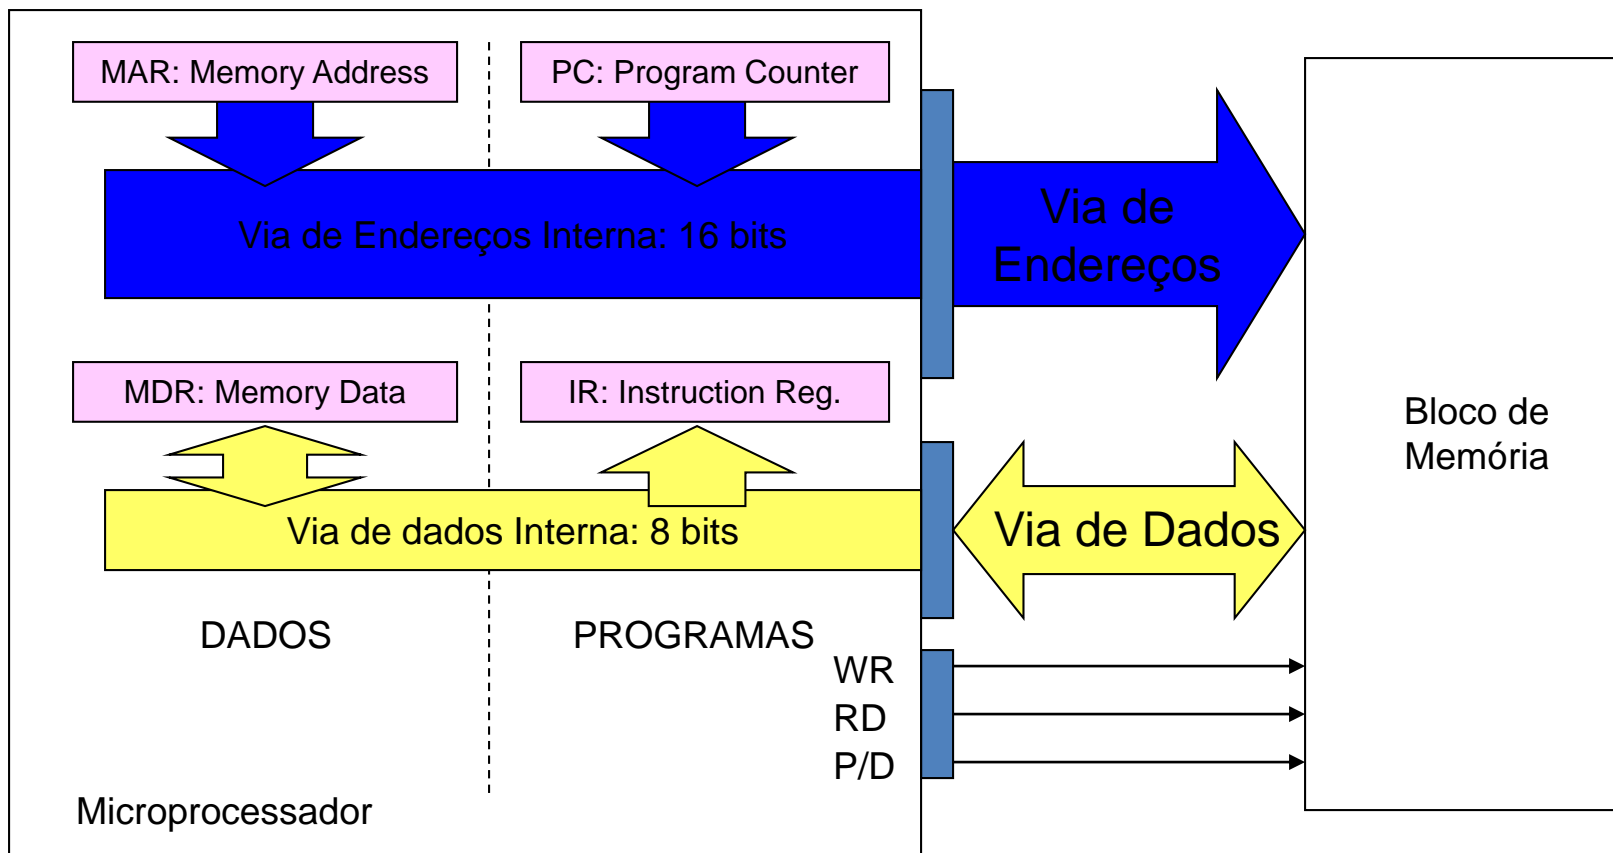 MAR: Memory Address
PC: Program Counter
Via de Endereços Interna: 16 bits
Via de
Endereços
MDR: Memory Data
IR: Instruction Reg.
Bloco de
Memória
Via de dados Interna: 8 bits
Via de Dados
DADOS
PROGRAMAS
WR
RD
P/D
Microprocessador